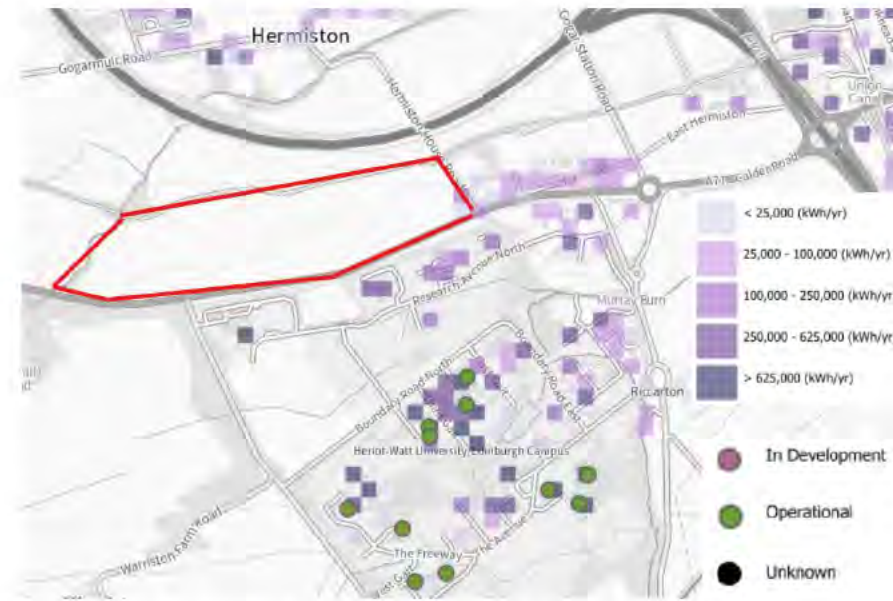 Hermiston
Gogarmuir Road
Hermiston House Road
Gogar Station Road
Union
Canal
East Hermiston
A71 Calder Road
< 25,000 (kWh/yr)
25,000 - 100,000 (kWh/yr)
100,000 - 250,000 (kWh/yr)
250,000 - 625,000 (kWh/yr)
> 625,000 (kWh/yr)
Research Avenue North
Murray Burn
Boundary Road North
Boundary Road East
Riccarton
Heriot-Watt University, Edinburgh Campus
In Development
Operational
Unknown
Warriston Farm Road
The Freeway
The Avenue